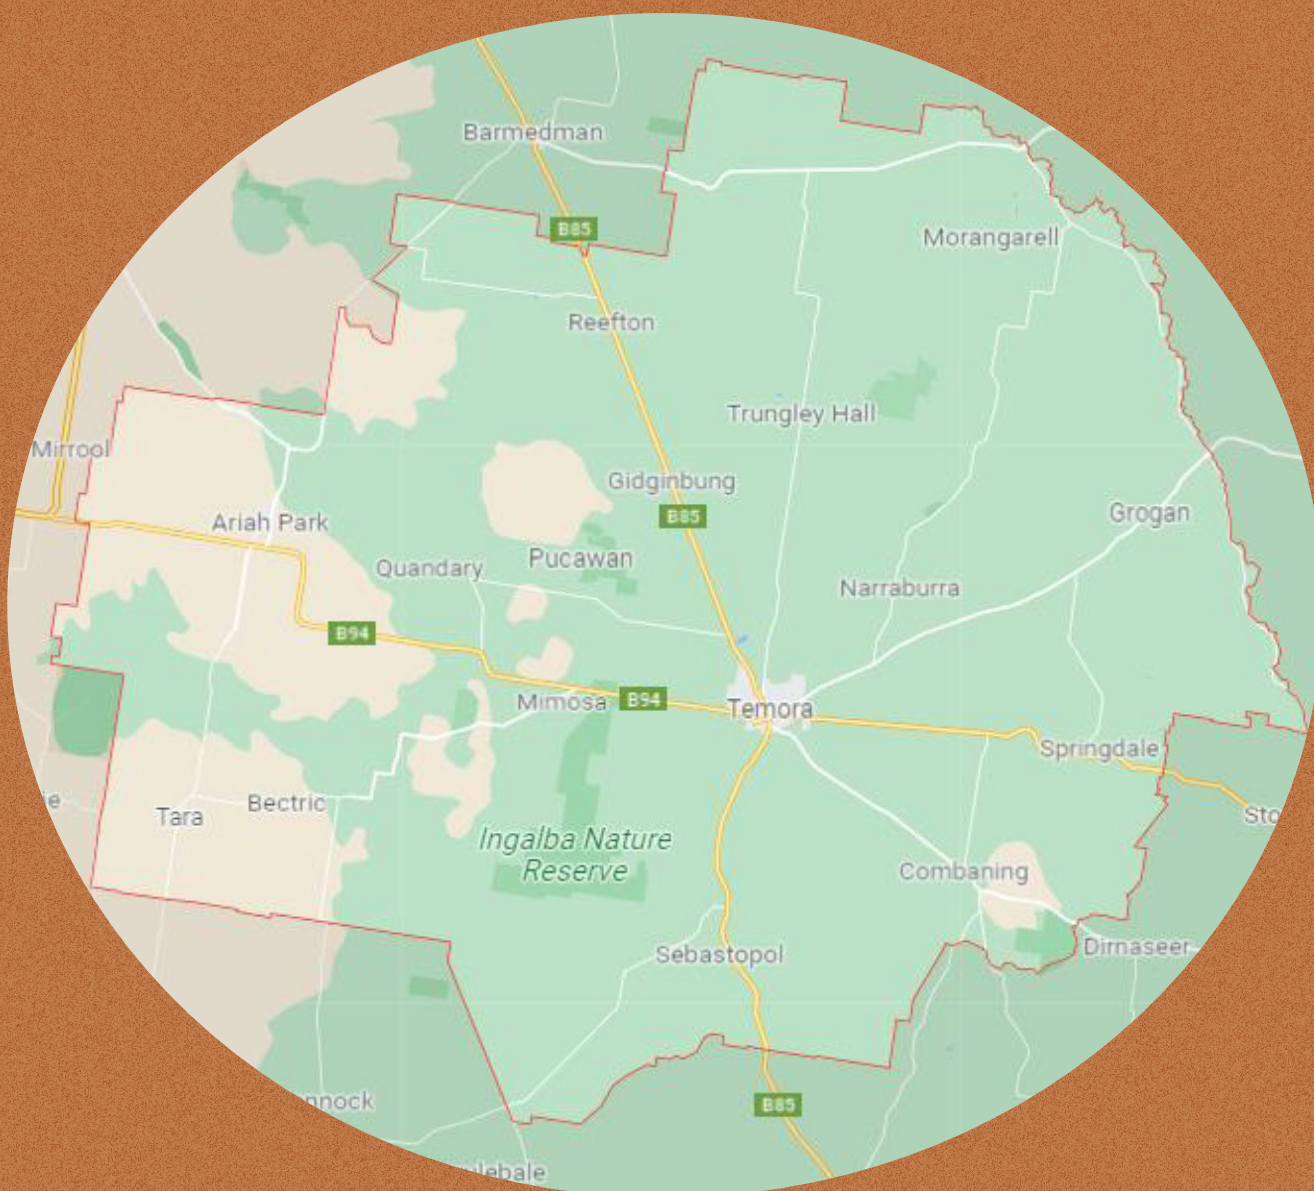 Barmedman
B85
Morangarell
Reefton
Trungley Hall
Mirrool
Gidginbung
B85
Grogan
Ariah Park
Pucawan
Quandary
Narraburra
B94
Mimosa
B94
Temora
Springdale
Tara
Bectric
Ingalba Nature
Reserve
Combaning
Sebastopol
Dirnaseer
B85